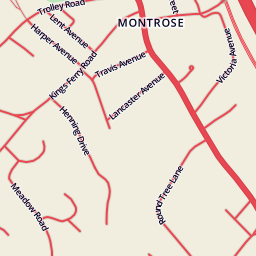 Trolley Road
Lent Avenue
Street
MONTROSE
Harper Avenue
Kings Ferry Road
Travis Avenue
Victoria Avenue
Lancaster Avenue
Henning Drive
Meadow Road
Round Tree Lane